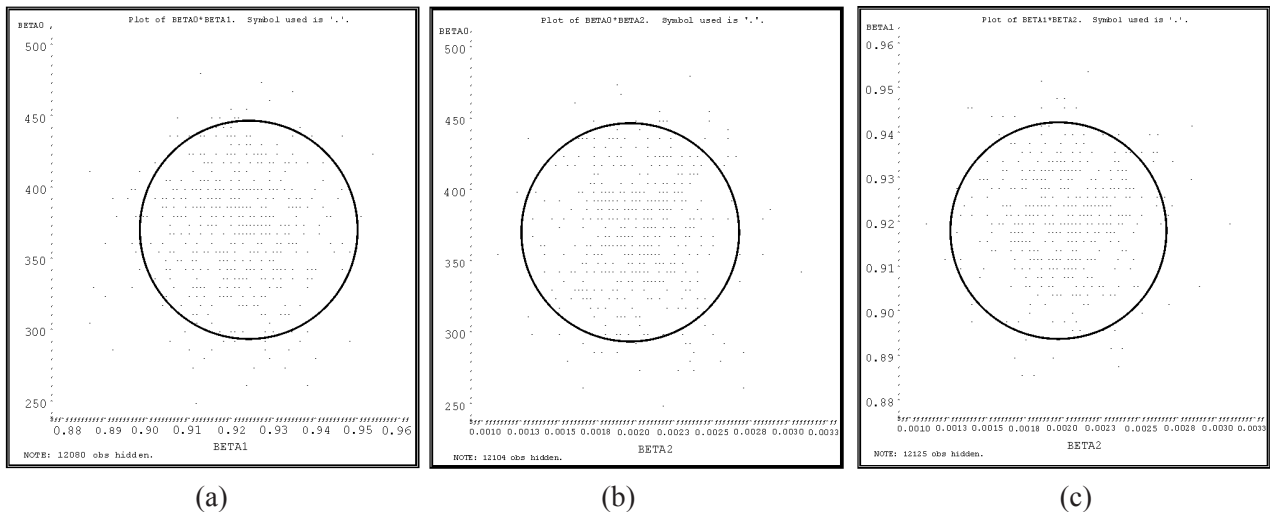 Plot of BETA0*BETA1. Symbol used is '.'.
BETA0
500
450
400
350
300
250
0.88 0.89 0.90 0.91 0.92 0.93 0.94 0.95 0.96
BETA1
NOTE: 12080 obs hidden.
(a)
Plot of BETA0*BETA2. Symbol used is '.'.
BETA0
500
450
400
350
300
250
0.0010 0.0013 0.0015 0.0018 0.0020 0.0023 0.0025 0.0028 0.0030 0.0033
BETA2
NOTE: 12104 obs hidden.
(b)
Plot of BETA1*BETA2. Symbol used is '.'.
BETA1
0.96
0.95
0.94
0.93
0.92
0.91
0.90
0.89
0.88
0.0010 0.0013 0.0015 0.0018 0.0020 0.0023 0.0025 0.0028 0.0030 0.0033
BETA2
NOTE: 12125 obs hidden.
(c)